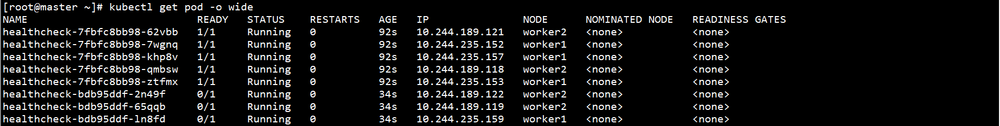 [root@master ~]# kubectl get pod -o wide
NAME                           READY   STATUS    RESTARTS   AGE   IP               NODE      NOMINATED NODE   READINESS GATES
healthcheck-7fbfc8bb98-62vbb   1/1     Running   0          92s   10.244.189.121   worker2   <none>           <none>
healthcheck-7fbfc8bb98-7wgnq   1/1     Running   0          92s   10.244.235.152   worker1   <none>           <none>
healthcheck-7fbfc8bb98-khp8v   1/1     Running   0          92s   10.244.235.157   worker1   <none>           <none>
healthcheck-7fbfc8bb98-qmbsw   1/1     Running   0          92s   10.244.189.118   worker2   <none>           <none>
healthcheck-7fbfc8bb98-ztfmx   1/1     Running   0          92s   10.244.235.153   worker1   <none>           <none>
healthcheck-bdb95ddf-2n49f     0/1     Running   0          34s   10.244.189.122   worker2   <none>           <none>
healthcheck-bdb95ddf-65qqb     0/1     Running   0          34s   10.244.189.119   worker2   <none>           <none>
healthcheck-bdb95ddf-ln8fd     0/1     Running   0          34s   10.244.235.159   worker1   <none>           <none>